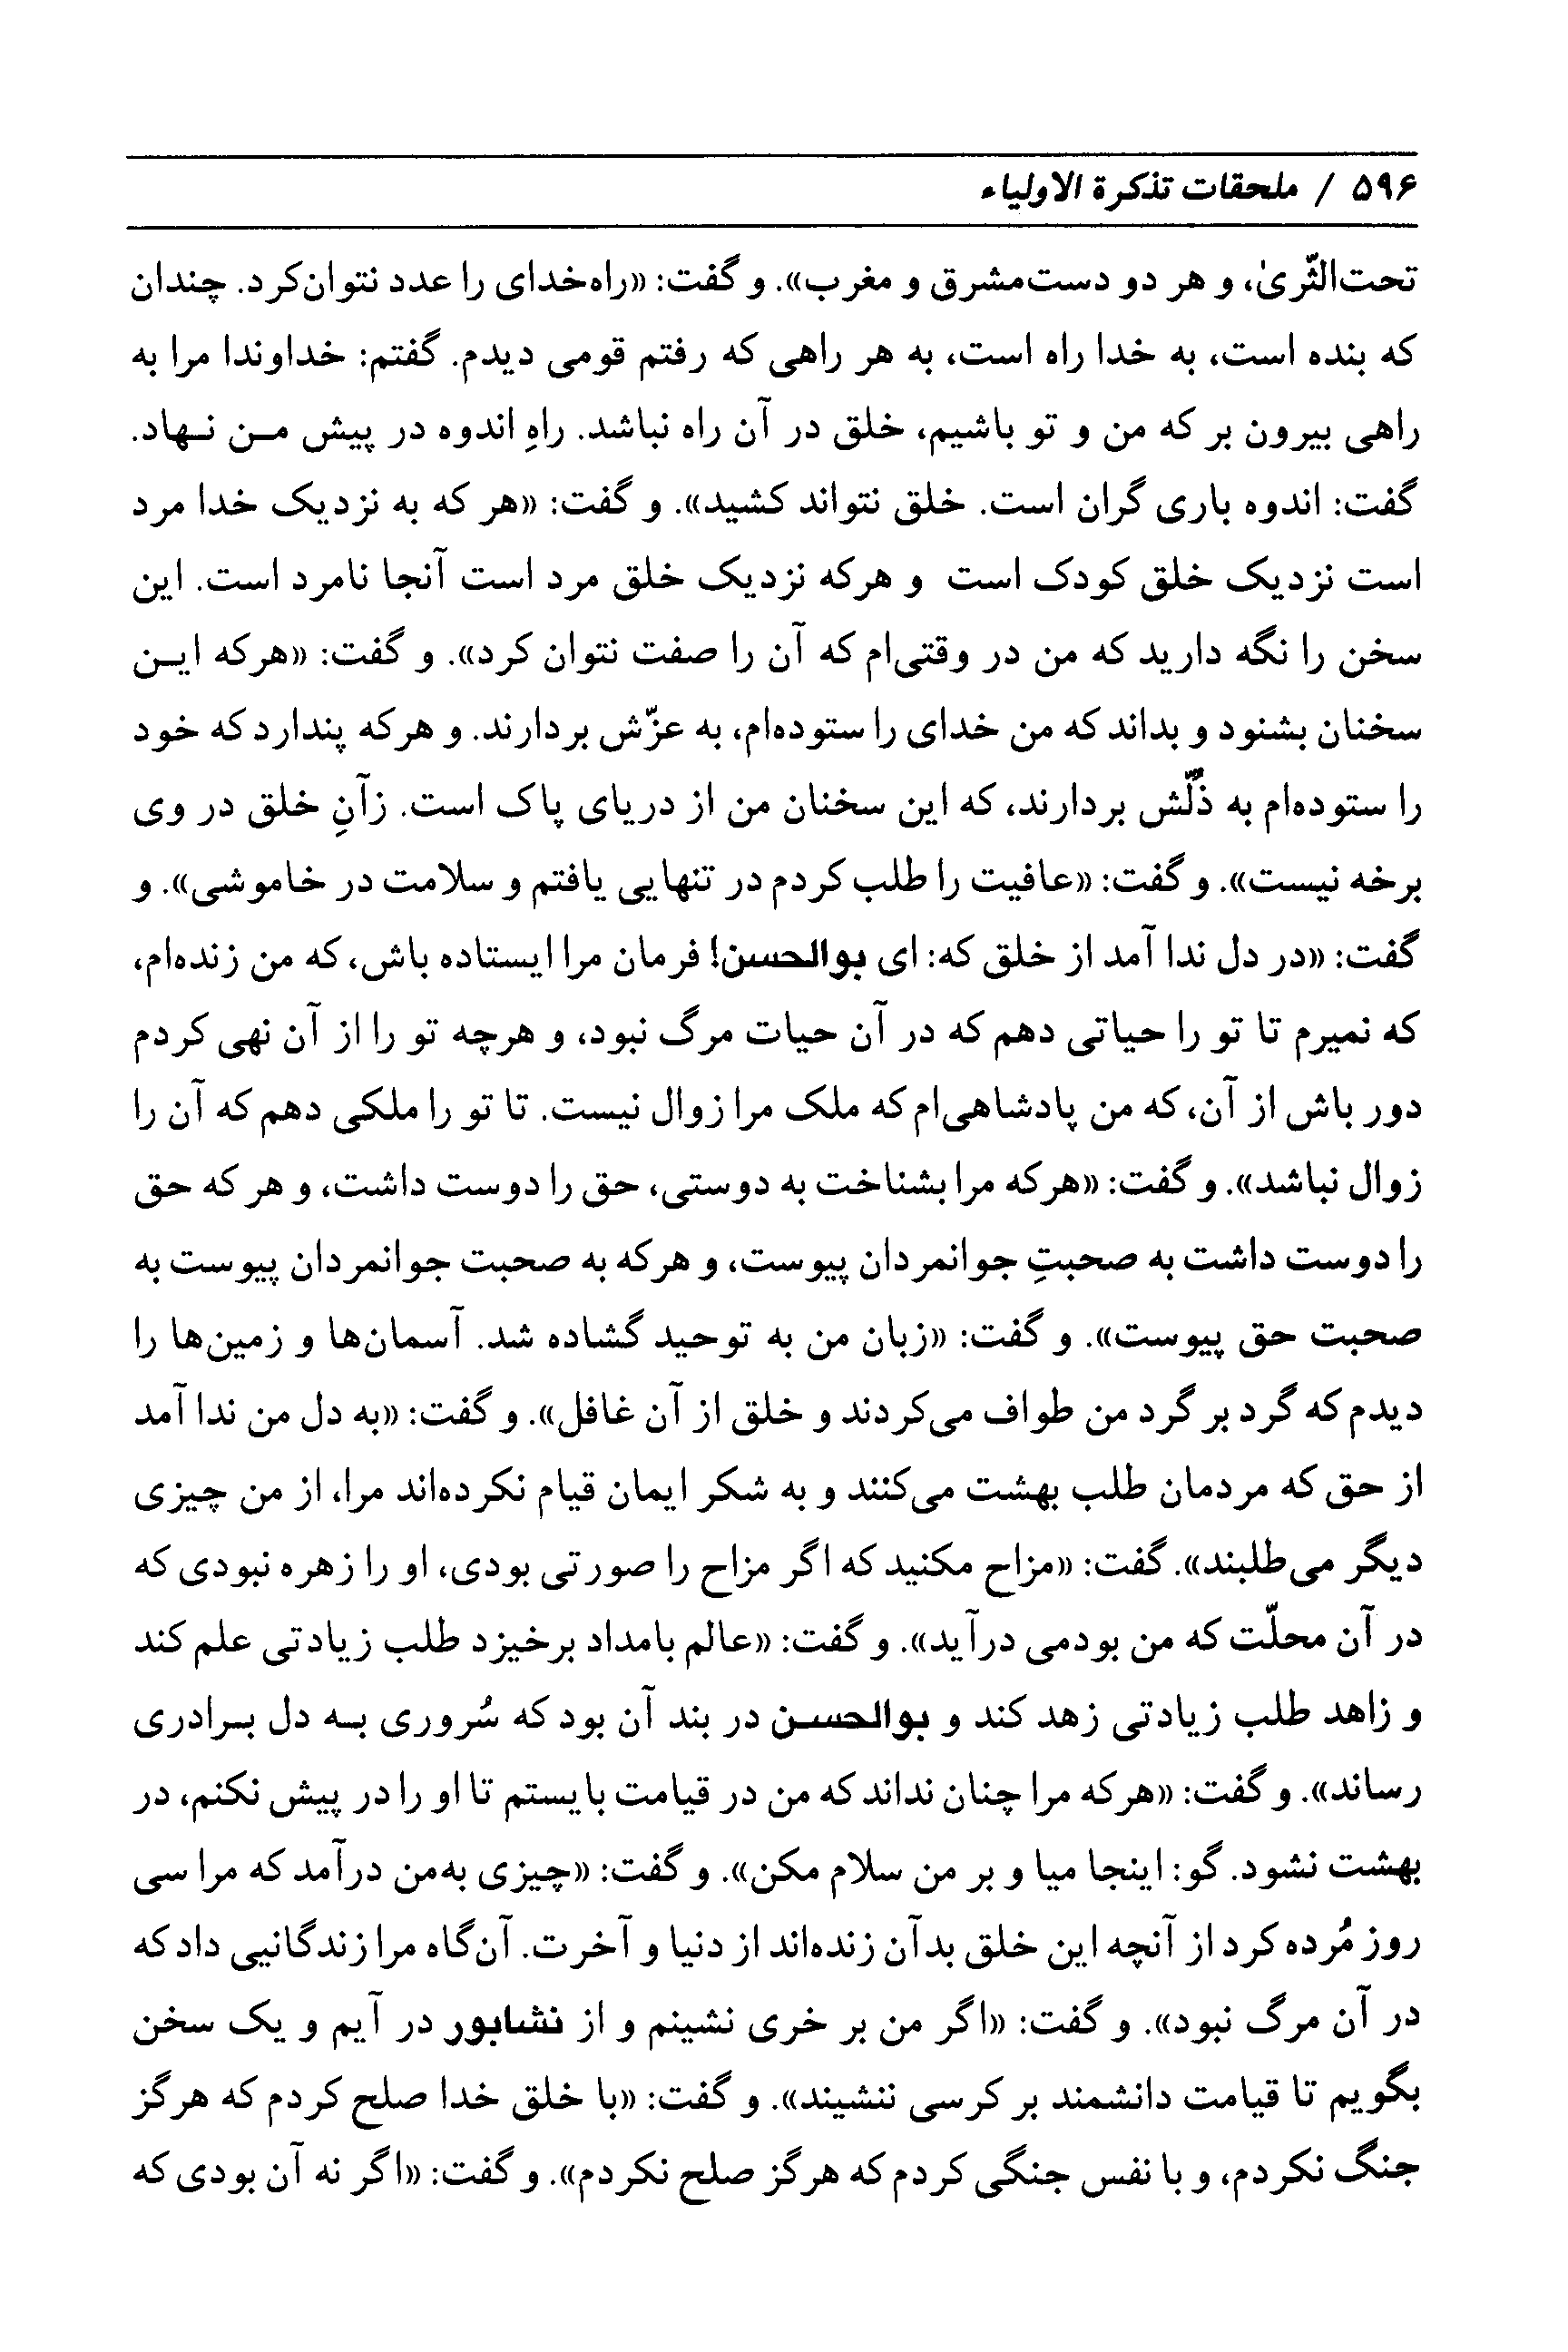 ۵۹۶ / ملحقات تذکرة الاولیاء
تحت‌الثّریٰ، و هر دو دست‌مشرق و مغرب». و گفت: «راه‌خدای را عدد نتوان‌کرد. چندان
که بنده است، به خدا راه است، به هر راهی که رفتم قومی دیدم. گفتم: خداوندا مرا به
راهی بیرون بر که من و تو باشیم، خلق در آن راه نباشد. راهِ اندوه در پیش من نهاد.
گفت: اندوه باری گران است. خلق نتواند کشید». و گفت: «هر که به نزدیک خدا مرد
است نزدیک خلق کودک است و هرکه نزدیک خلق مرد است آنجا نامرد است. این
سخن را نگه دارید که من در وقتی‌ام که آن را صفت نتوان کرد». و گفت: «هرکه این
سخنان بشنود و بداند که من خدای را ستوده‌ام، به عزّش بردارند. و هرکه پندارد که خود
را ستوده‌ام به ذُلّش بردارند، که این سخنان من از دریای پاک است. زآنِ خلق در وی
برخه نیست». و گفت: «عافیت را طلب کردم در تنهایی یافتم و سلامت در خاموشی». و
گفت: «در دل ندا آمد از خلق که: ای بوالحسن! فرمان مرا ایستاده باش، که من زنده‌ام،
که نمیرم تا تو را حیاتی دهم که در آن حیات مرگ نبود، و هرچه تو را از آن نهی کردم
دور باش از آن، که من پادشاهی‌ام که ملک مرا زوال نیست. تا تو را ملکی دهم که آن را
زوال نباشد». و گفت: «هرکه مرا بشناخت به دوستی، حق را دوست داشت، و هر که حق
را دوست داشت به صحبتِ جوانمردان پیوست، و هرکه به صحبت جوانمردان پیوست به
صحبت حق پیوست». و گفت: «زبان من به توحید گشاده شد. آسمان‌ها و زمین‌ها را
دیدم که گرد بر گرد من طواف می‌کردند و خلق از آن غافل». و گفت: «به دل من ندا آمد
از حق که مردمان طلب بهشت می‌کنند و به شکر ایمان قیام نکرده‌اند مرا، از من چیزی
دیگر می‌طلبند». گفت: «مزاح مکنید که اگر مزاح را صورتی بودی، او را زهره نبودی که
در آن محلّت که من بودمی درآید». و گفت: «عالم بامداد برخیزد طلب زیادتی علم کند
و زاهد طلب زیادتی زهد کند و بوالحسن در بند آن بود که سُروری به دل برادری
رساند». و گفت: «هرکه مرا چنان نداند که من در قیامت بایستم تا او را در پیش نکنم، در
بهشت نشود. گو: اینجا میا و بر من سلام مکن». و گفت: «چیزی به‌من درآمد که مرا سی
روز مُرده کرد از آنچه این خلق بدآن زنده‌اند از دنیا و آخرت. آن‌گاه مرا زندگانیی داد که
در آن مرگ نبود». و گفت: «اگر من بر خری نشینم و از نشابور در آیم و یک سخن
بگویم تا قیامت دانشمند بر کرسی ننشیند». و گفت: «با خلق خدا صلح کردم که هرگز
جنگ نکردم، و با نفس جنگی کردم که هرگز صلح نکردم». و گفت: «اگر نه آن بودی که